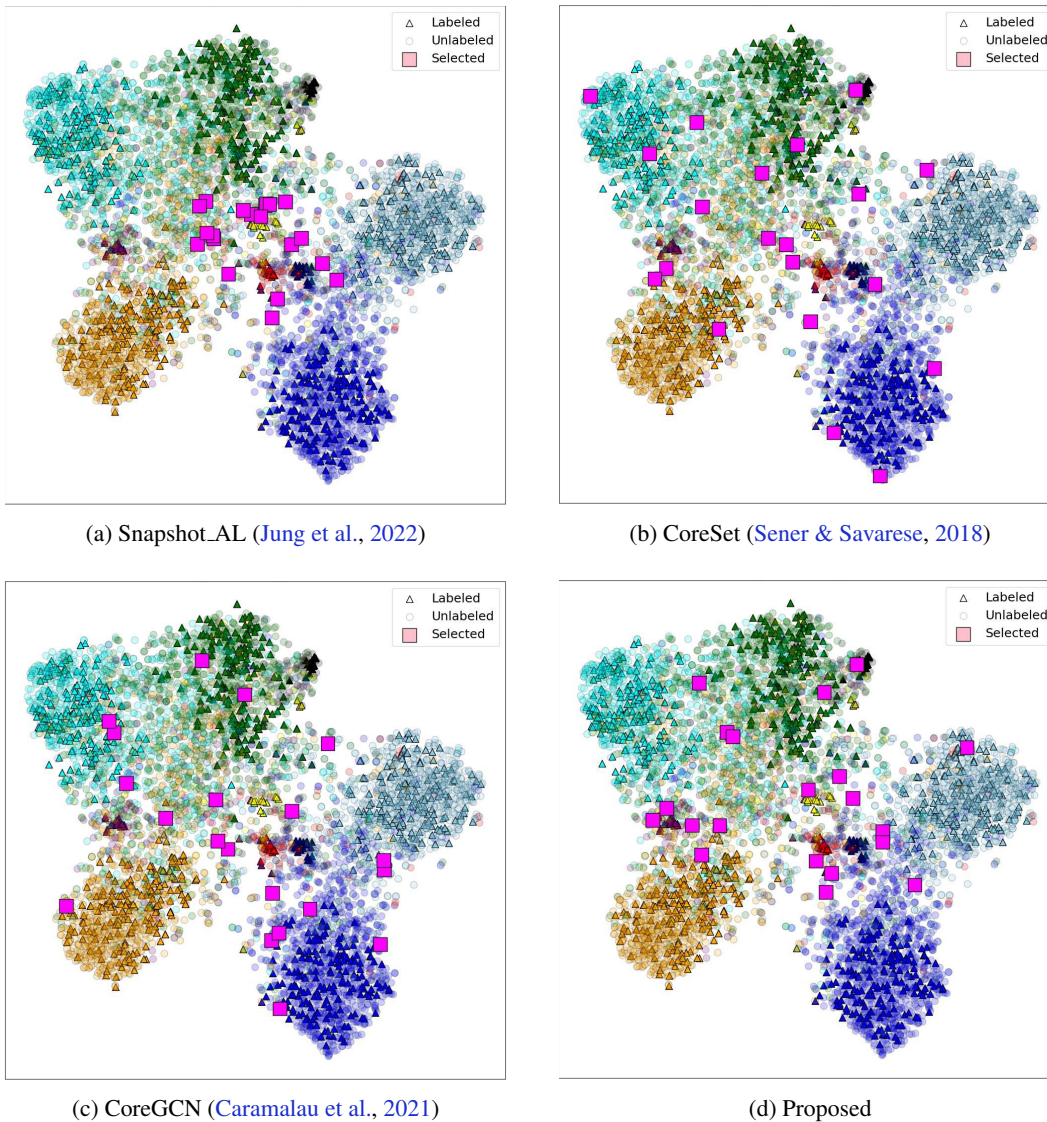 Labeled
Unlabeled
Selected
Labeled
Unlabeled
Selected
(a) Snapshot_AL (Jung et al., 2022)
(b) CoreSet (Sener & Savarese, 2018)
Labeled
Unlabeled
Selected
Labeled
Unlabeled
Selected
(c) CoreGCN (Caramalau et al., 2021)
(d) Proposed